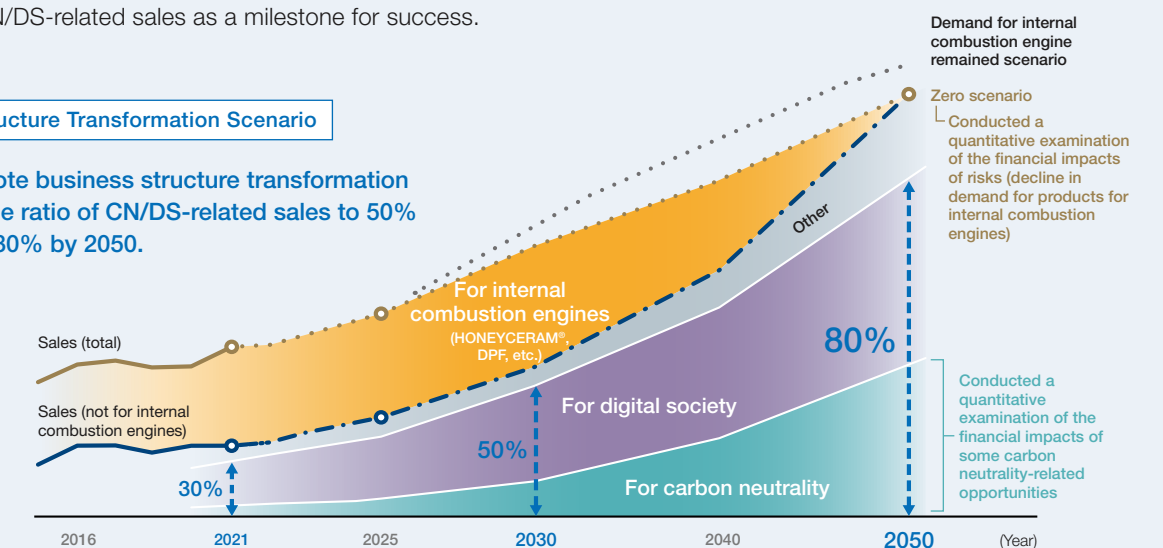 N/DS-related sales as a milestone for success.
Demand for internal
combustion engine
remained scenario
Zero scenario
Conducted a
quantitative examination
of the financial impacts
of risks (decline in
demand for products for
internal combustion
engines)
ucture Transformation Scenario
ote business structure transformation
e ratio of CN/DS-related sales to 50%
30% by 2050.
Other
For internal
combustion engines
(HONEYCERAM®,
DPF, etc.)
Sales (total)
Sales (not for internal
combustion engines)
80%
For digital society
50%
30%
For carbon neutrality
Conducted a
quantitative
examination of the
financial impacts of
some carbon
neutrality-related
opportunities
2016 2021 2025 2030 2040 2050 (Year)